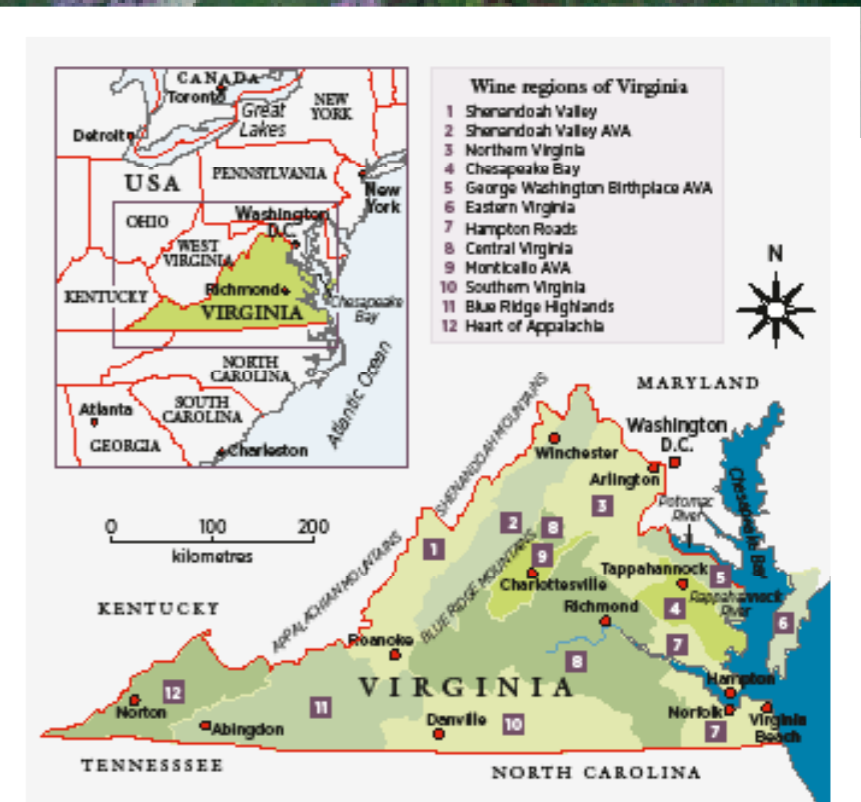 CANADA
Toronto
Great
Lakes
NEW
YORK
Detroit
USA
PENNSYLVANIA
New
York
OHIO
Washington
D.C.
WEST
VIRGINIA
KENTUCKY
Richmond
VIRGINIA
Chesapeake
Bay
NORTH
CAROLINA
SOUTH
CAROLINA
Atlanta
GEORGIA
Charleston
Atlantic Ocean
Wine regions of Virginia
1 Shenandoah Valley
2 Shenandoah Valley AVA
3 Northern Virginia
4 Chesapeake Bay
5 George Washington Birthplace AVA
6 Eastern Virginia
7 Hampton Roads
8 Central Virginia
9 Monticello AVA
10 Southern Virginia
11 Blue Ridge Highlands
12 Heart of Appalachia
N
0 100 200
kilometres
MARYLAND
SHENANDOAH MOUNTAINS
Washington
D.C.
Winchester
Arlington
Chesapeake Bay
Potomac
River
3
2
8
1
9
APPALACHIAN MOUNTAINS
BLUE RIDGE MOUNTAINS
Charlottesville
Tappahannock
5
Rappahannock
River
4
6
Richmond
KENTUCKY
Roanoke
7
8
VIRGINIA
Hampton
12
Norton
11
Abingdon
Danville
10
Norfolk
7
Virginia
Beach
TENNESSSEE
NORTH CAROLINA